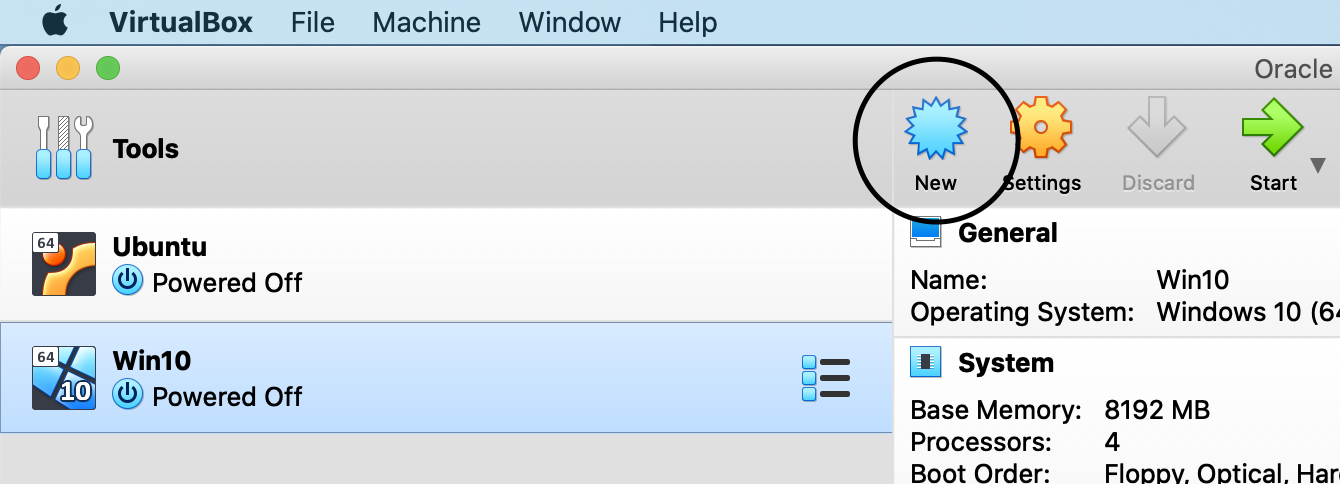 VirtualBox File Machine Window Help
Oracle
Tools
New Settings Discard Start
64
Ubuntu
Powered Off
64
10
Win10
Powered Off
General
Name: Win10
Operating System: Windows 10 (64
System
Base Memory: 8192 MB
Processors: 4
Boot Order: Floppy, Optical, Har